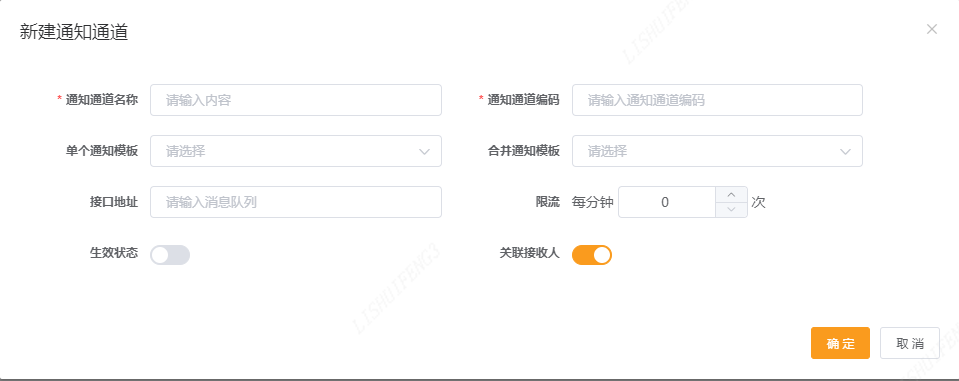 新建通知通道
* 通知通道名称 请输入内容 * 通知通道编码 请输入通知通道编码
单个通知模板 请选择 合并通知模板 请选择
接口地址 请输入消息队列 限流 每分钟 0 次
生效状态 关联接收人
LISHUIFENG3
确定 取消